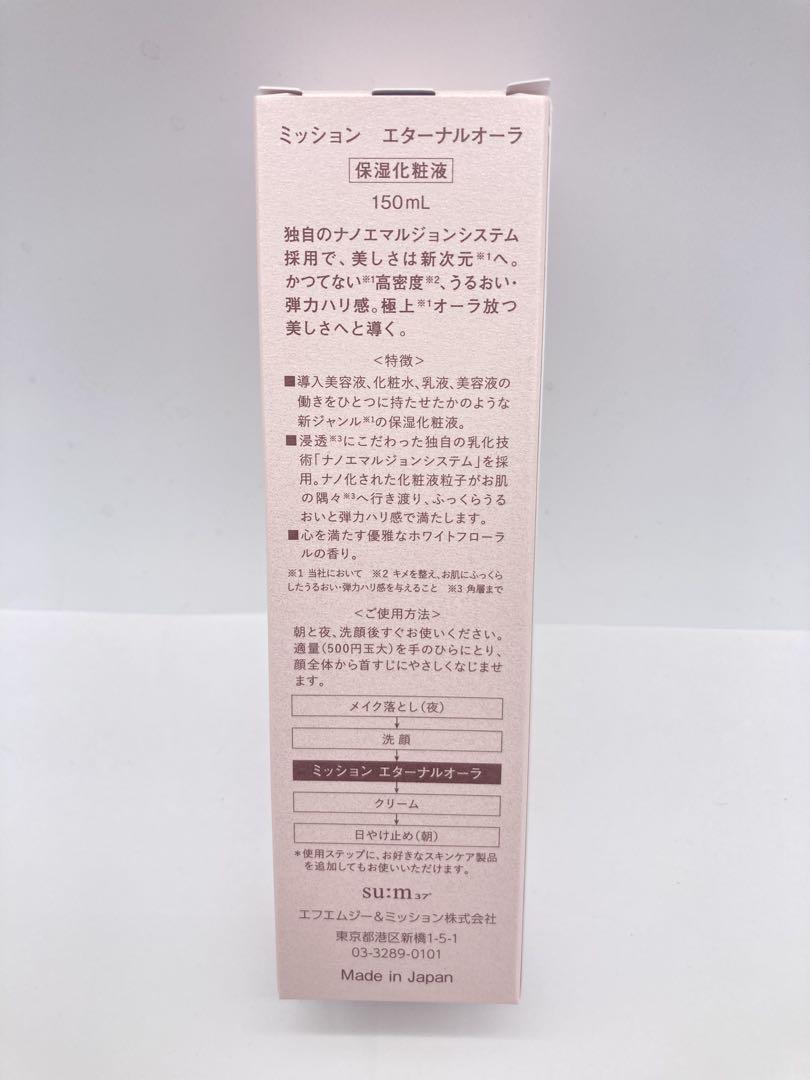 ミッション エターナルオーラ
保湿化粧液
150mL
独自のナノエマルジョンシステム
採用で、美しさは新次元※1へ。
かつてない※1高密度※2、うるおい・
弾力ハリ感。極上※1オーラ放つ
美しさへと導く。
<特徴>
■導入美容液、化粧水、乳液、美容液の
働きをひとつに持たせたかのような
新ジャンル※1の保湿化粧液。
■浸透※3にこだわった独自の乳化技
術「ナノエマルジョンシステム」を採
用。ナノ化された化粧液粒子がお肌
の隅々※3へ行き渡り、ふっくらうる
おいと弾力ハリ感で満たします。
■心を満たす優雅なホワイトフローラ
ルの香り。
※1 当社において ※2 キメを整え、お肌にふっくら
したうるおい・弾力ハリ感を与えること ※3 角層まで
<ご使用方法>
朝と夜、洗顔後すぐお使いください。
適量(500円玉大)を手のひらにとり、
顔全体から首すじにやさしくなじませ
ます。
メイク落とし(夜)
洗顔
ミッション エターナルオーラ
クリーム
日やけ止め(朝)
*使用ステップに、お好きなスキンケア製品
を追加してもお使いいただけます。
su:m37°
エフエムジー&ミッション株式会社
東京都港区新橋1-5-1
03-3289-0101
Made in Japan